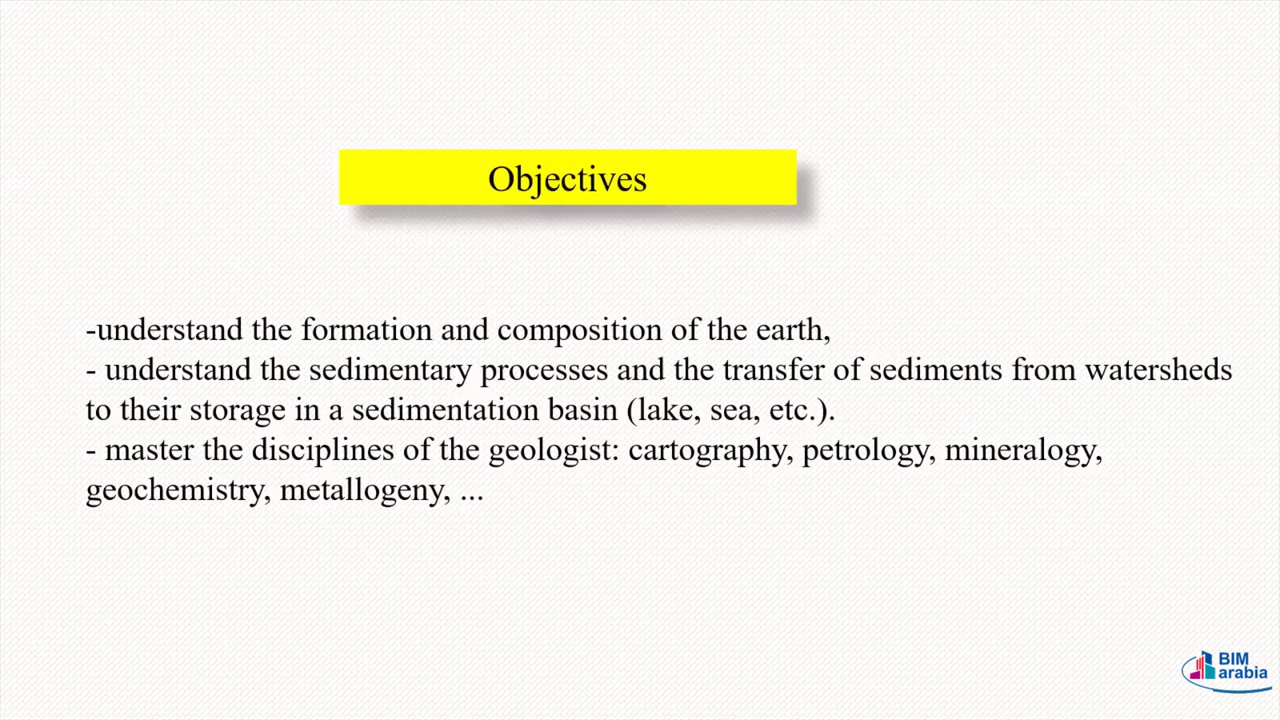 Objectives
-understand the formation and composition of the earth,
- understand the sedimentary processes and the transfer of sediments from watersheds
to their storage in a sedimentation basin (lake, sea, etc.).
- master the disciplines of the geologist: cartography, petrology, mineralogy,
geochemistry, metallogeny, ...
BIM
arabia